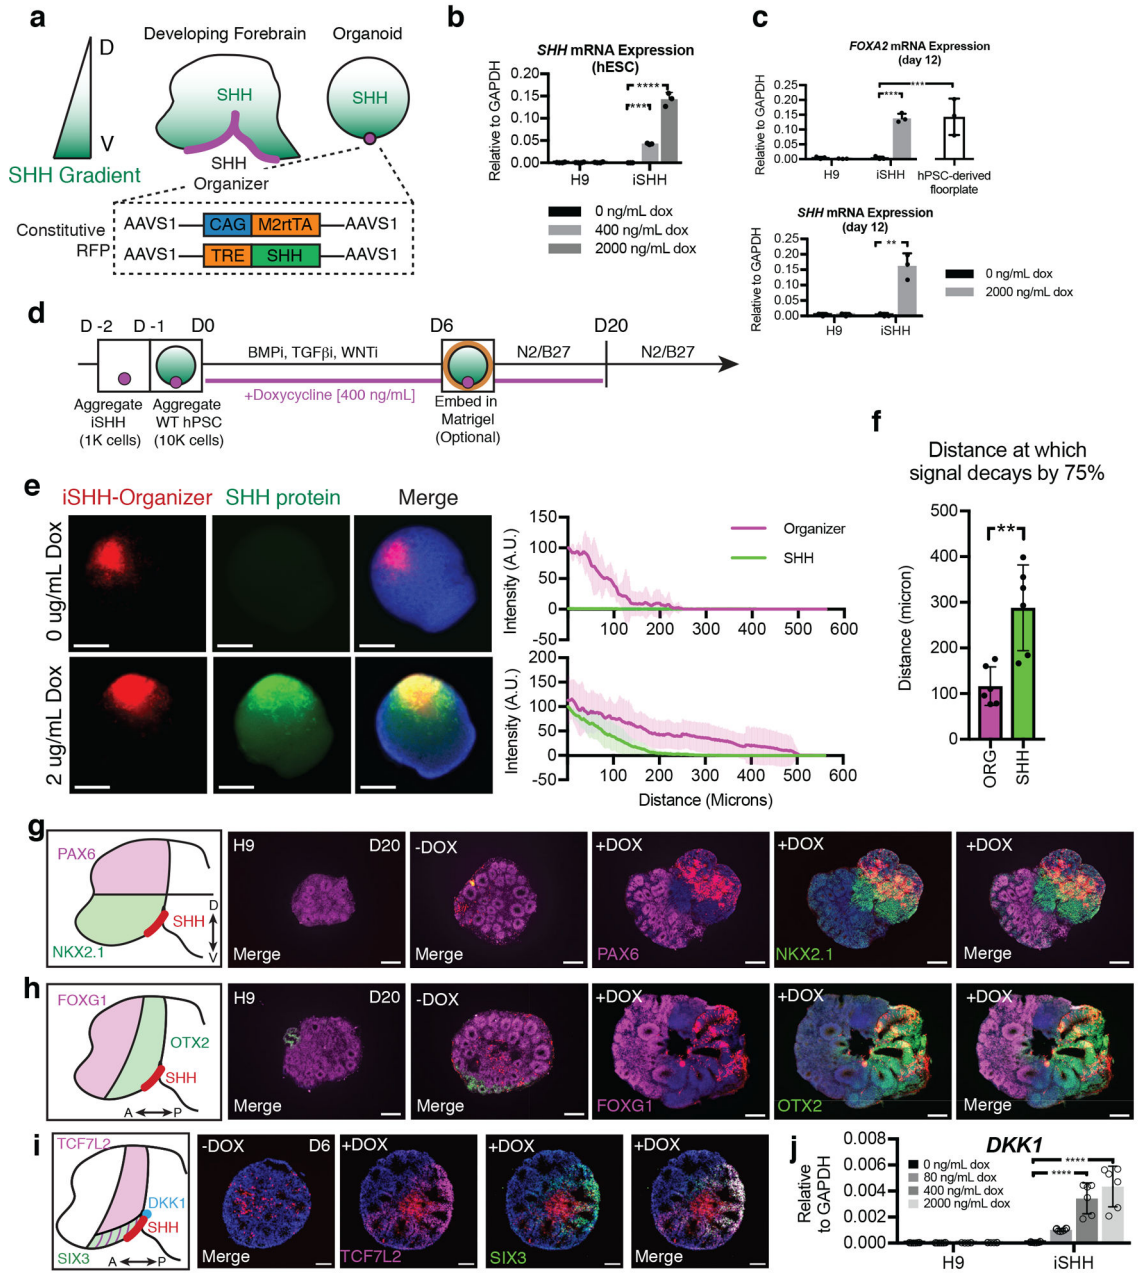 a
D
V
SHH Gradient
Developing Forebrain
Organoid
SHH
SHH
SHH
Organizer
Constitutive
RFP
AAVS1
CAG
M2rtTA
AAVS1
AAVS1
TRE
SHH
AAVS1
b
SHH mRNA Expression
(hESC)
Relative to GAPDH
0.20
0.15
0.10
0.05
0.00
****
***
H9
iSHH
0 ng/mL dox
400 ng/mL dox
2000 ng/mL dox
c
FOXA2 mRNA Expression
(day 12)
Relative to GAPDH
0.25
0.20
0.15
0.10
0.05
0.00
***
***
H9
iSHH
hPSC-derived
floorplate
SHH mRNA Expression
(day 12)
Relative to GAPDH
0.25
0.20
0.15
0.10
0.05
0.00
**
H9
iSHH
0 ng/mL dox
2000 ng/mL dox
d
D -2
D -1
D0
D6
D20
BMPi, TGFβi, WNTi
N2/B27
N2/B27
+Doxycycline [400 ng/mL]
Aggregate
iSHH
(1K cells)
Aggregate
WT hPSC
(10K cells)
Embed in
Matrigel
(Optional)
e
iSHH-Organizer
SHH protein
Merge
0 ug/mL Dox
2 ug/mL Dox
Intensity (A.U.)
150
100
50
0
-50
100
200
300
400
500
600
Organizer
SHH
Intensity (A.U.)
200
150
100
50
0
-50
100
200
300
400
500
600
Distance (Microns)
f
Distance at which
signal decays by 75%
Distance (micron)
500
400
300
200
100
0
**
ORG
SHH
g
PAX6
SHH
NKX2.1
D
V
H9
D20
Merge
-DOX
Merge
+DOX
PAX6
+DOX
NKX2.1
+DOX
Merge
h
FOXG1
OTX2
SHH
A
P
H9
D20
Merge
-DOX
Merge
+DOX
FOXG1
+DOX
OTX2
+DOX
Merge
i
TCF7L2
DKK1
SHH
SIX3
A
P
-DOX
D6
Merge
+DOX
TCF7L2
+DOX
SIX3
+DOX
Merge
j
DKK1
Relative
to GAPDH
0.008
0.006
0.004
0.002
0.000
0 ng/mL dox
80 ng/mL dox
400 ng/mL dox
2000 ng/mL dox
****
****
H9
iSHH